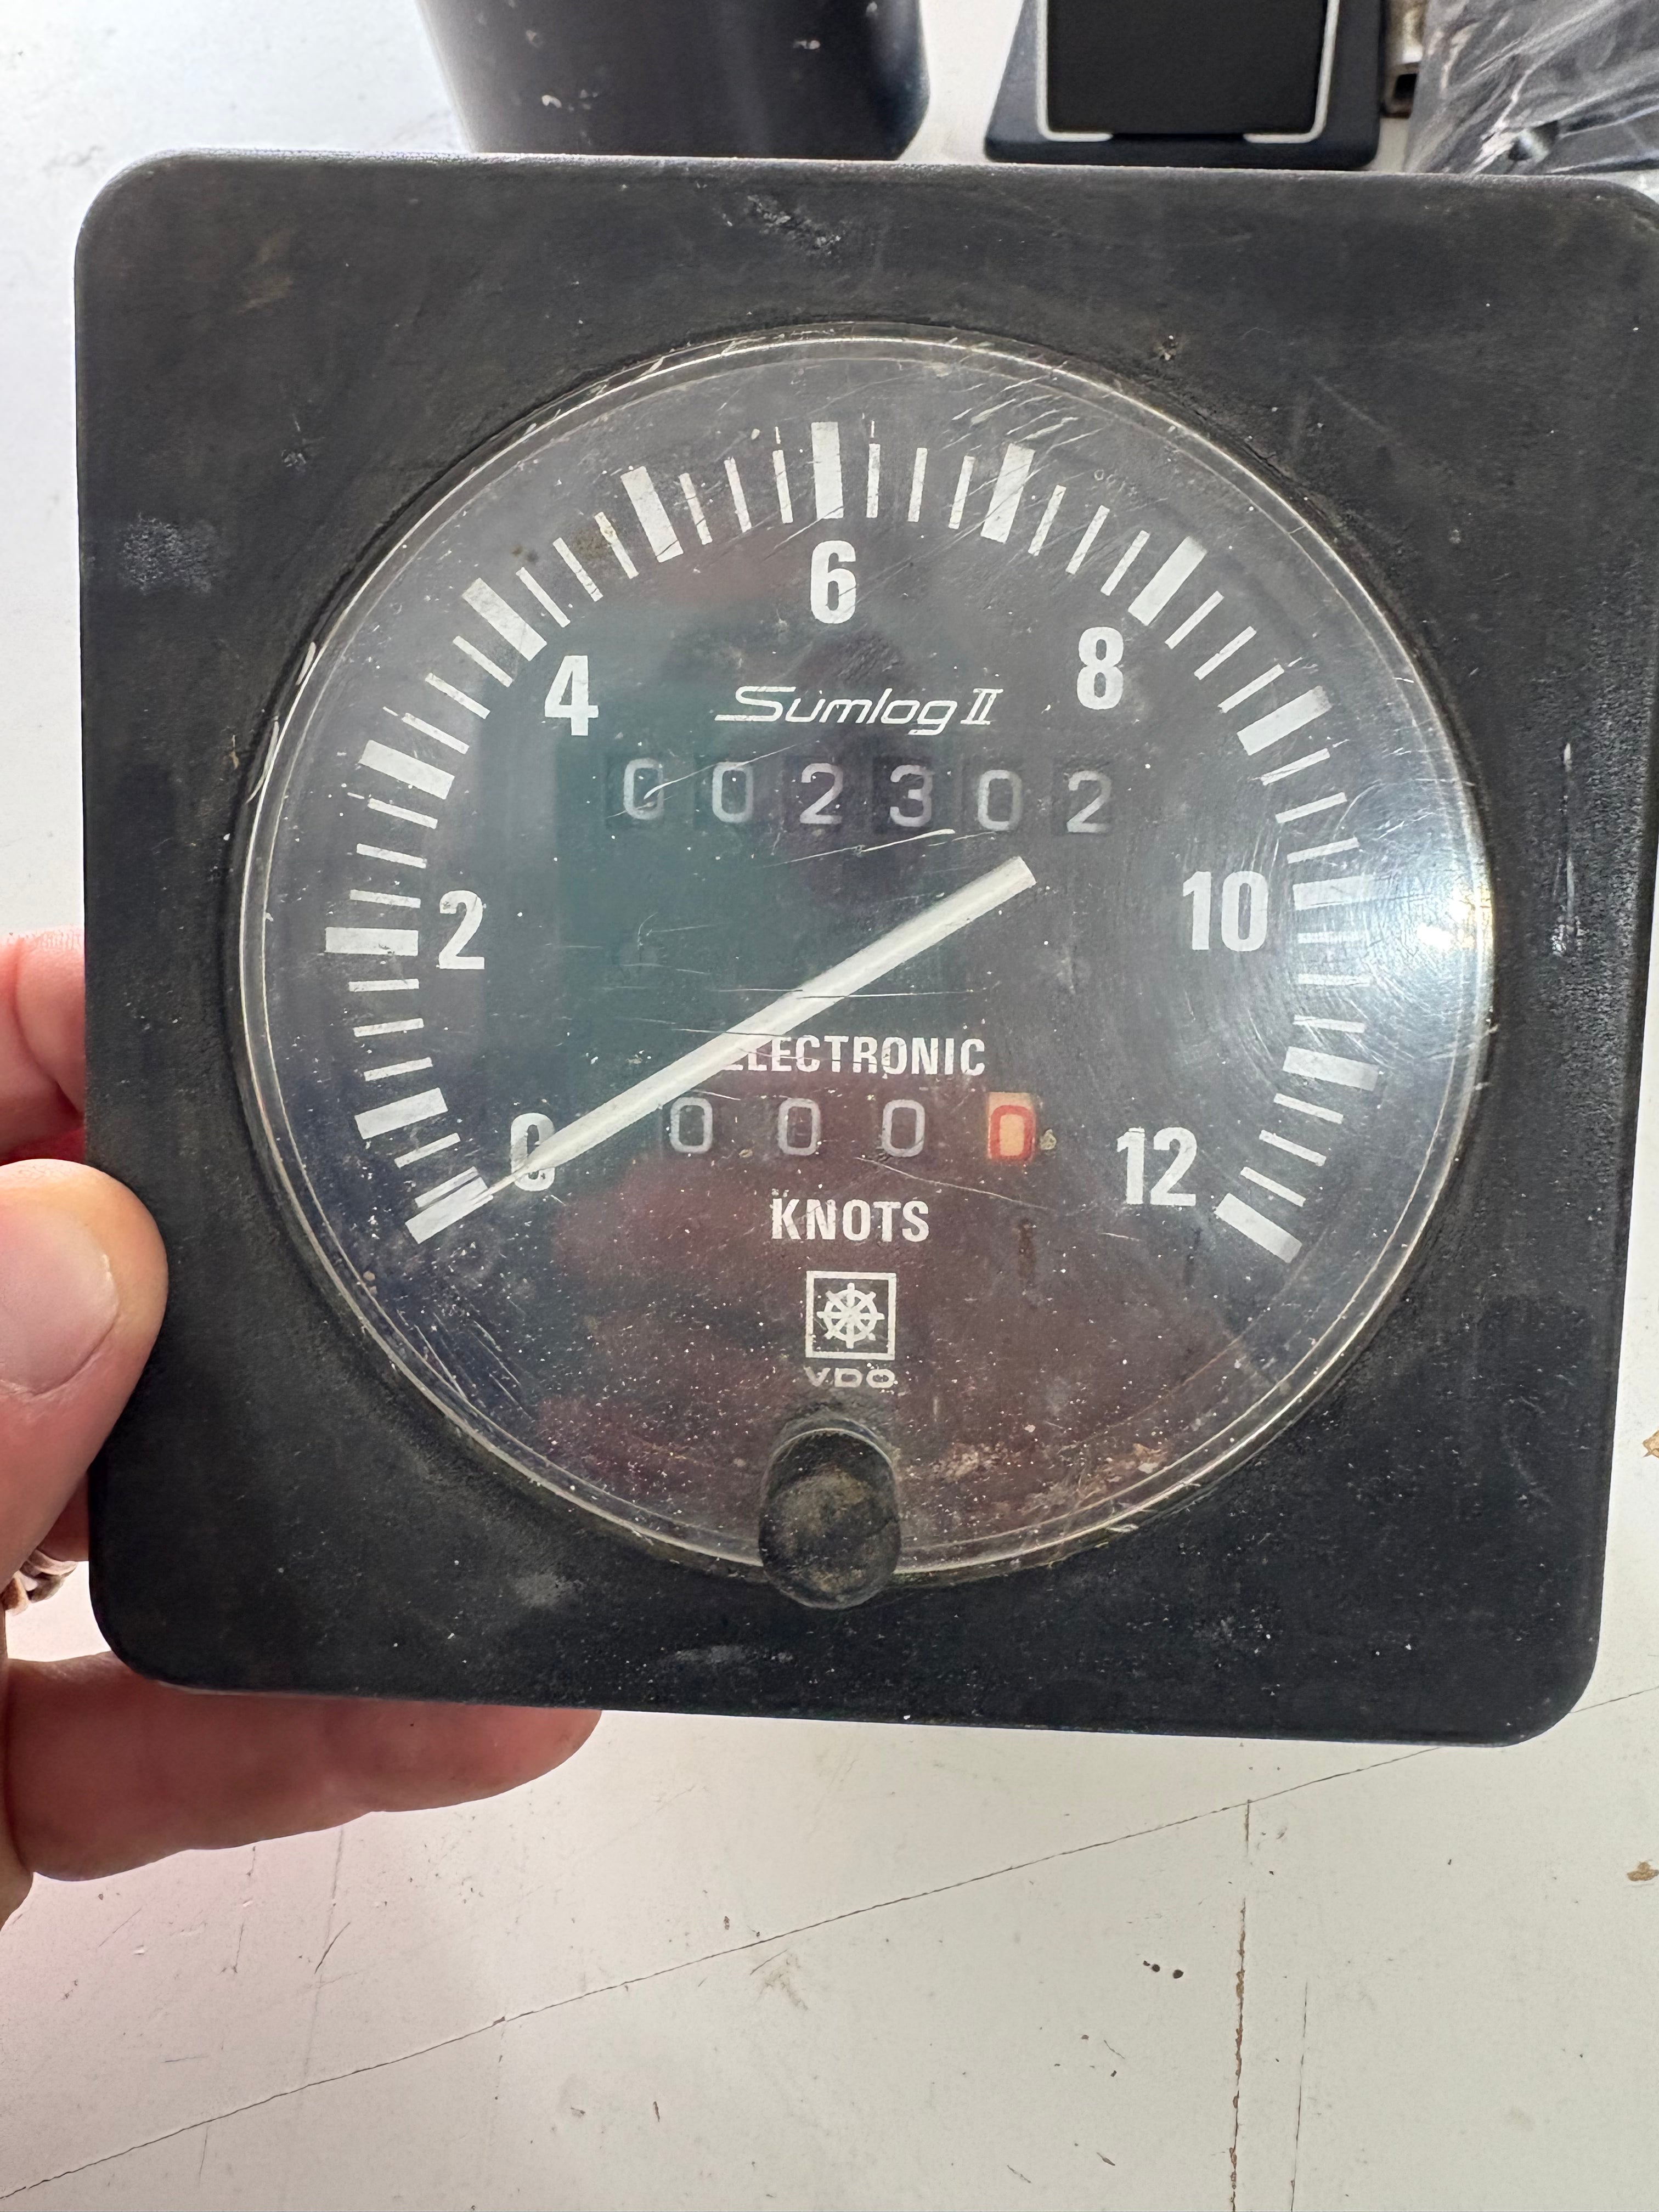 6
4 8
Sumlog II
002302
2 10
ELECTRONIC
0 0000 12
KNOTS
VDO